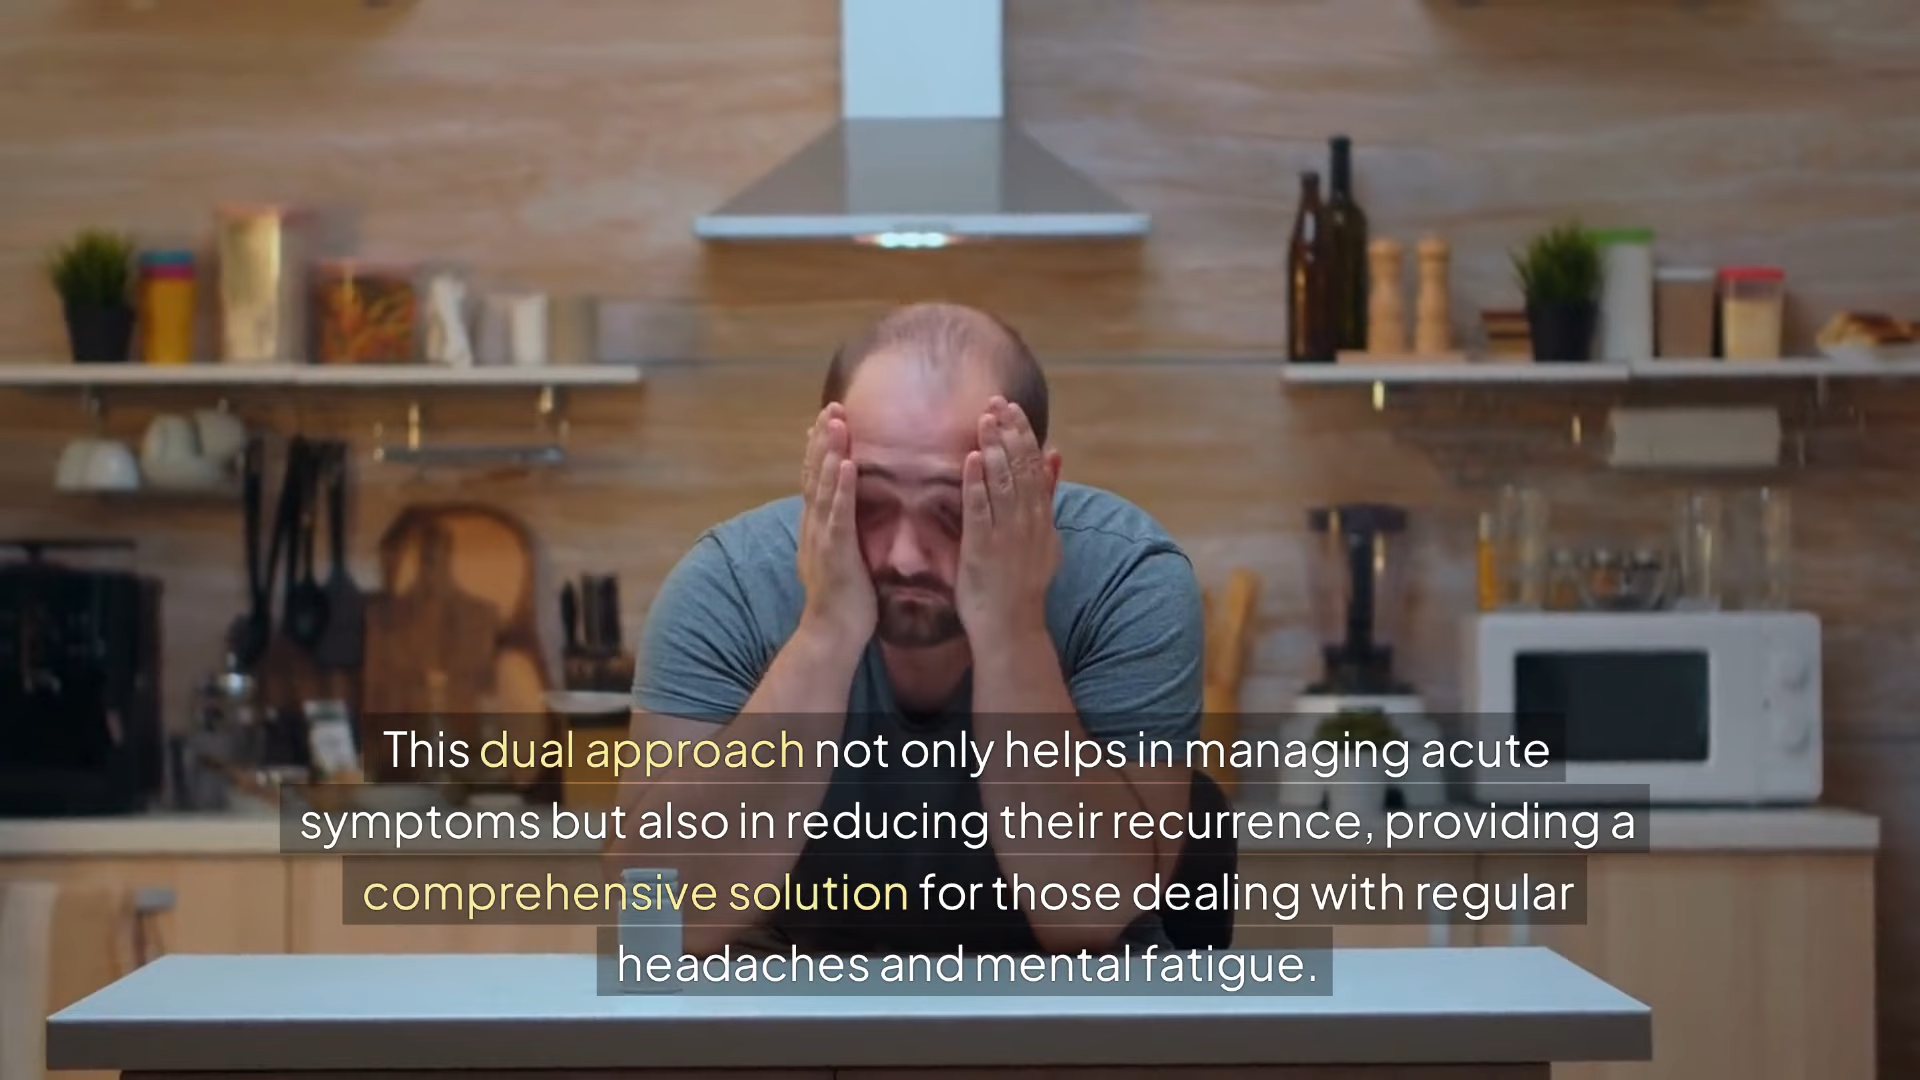 This dual approach not only helps in managing acute
symptoms but also in reducing their recurrence, providing a
comprehensive solution for those dealing with regular
headaches and mental fatigue.